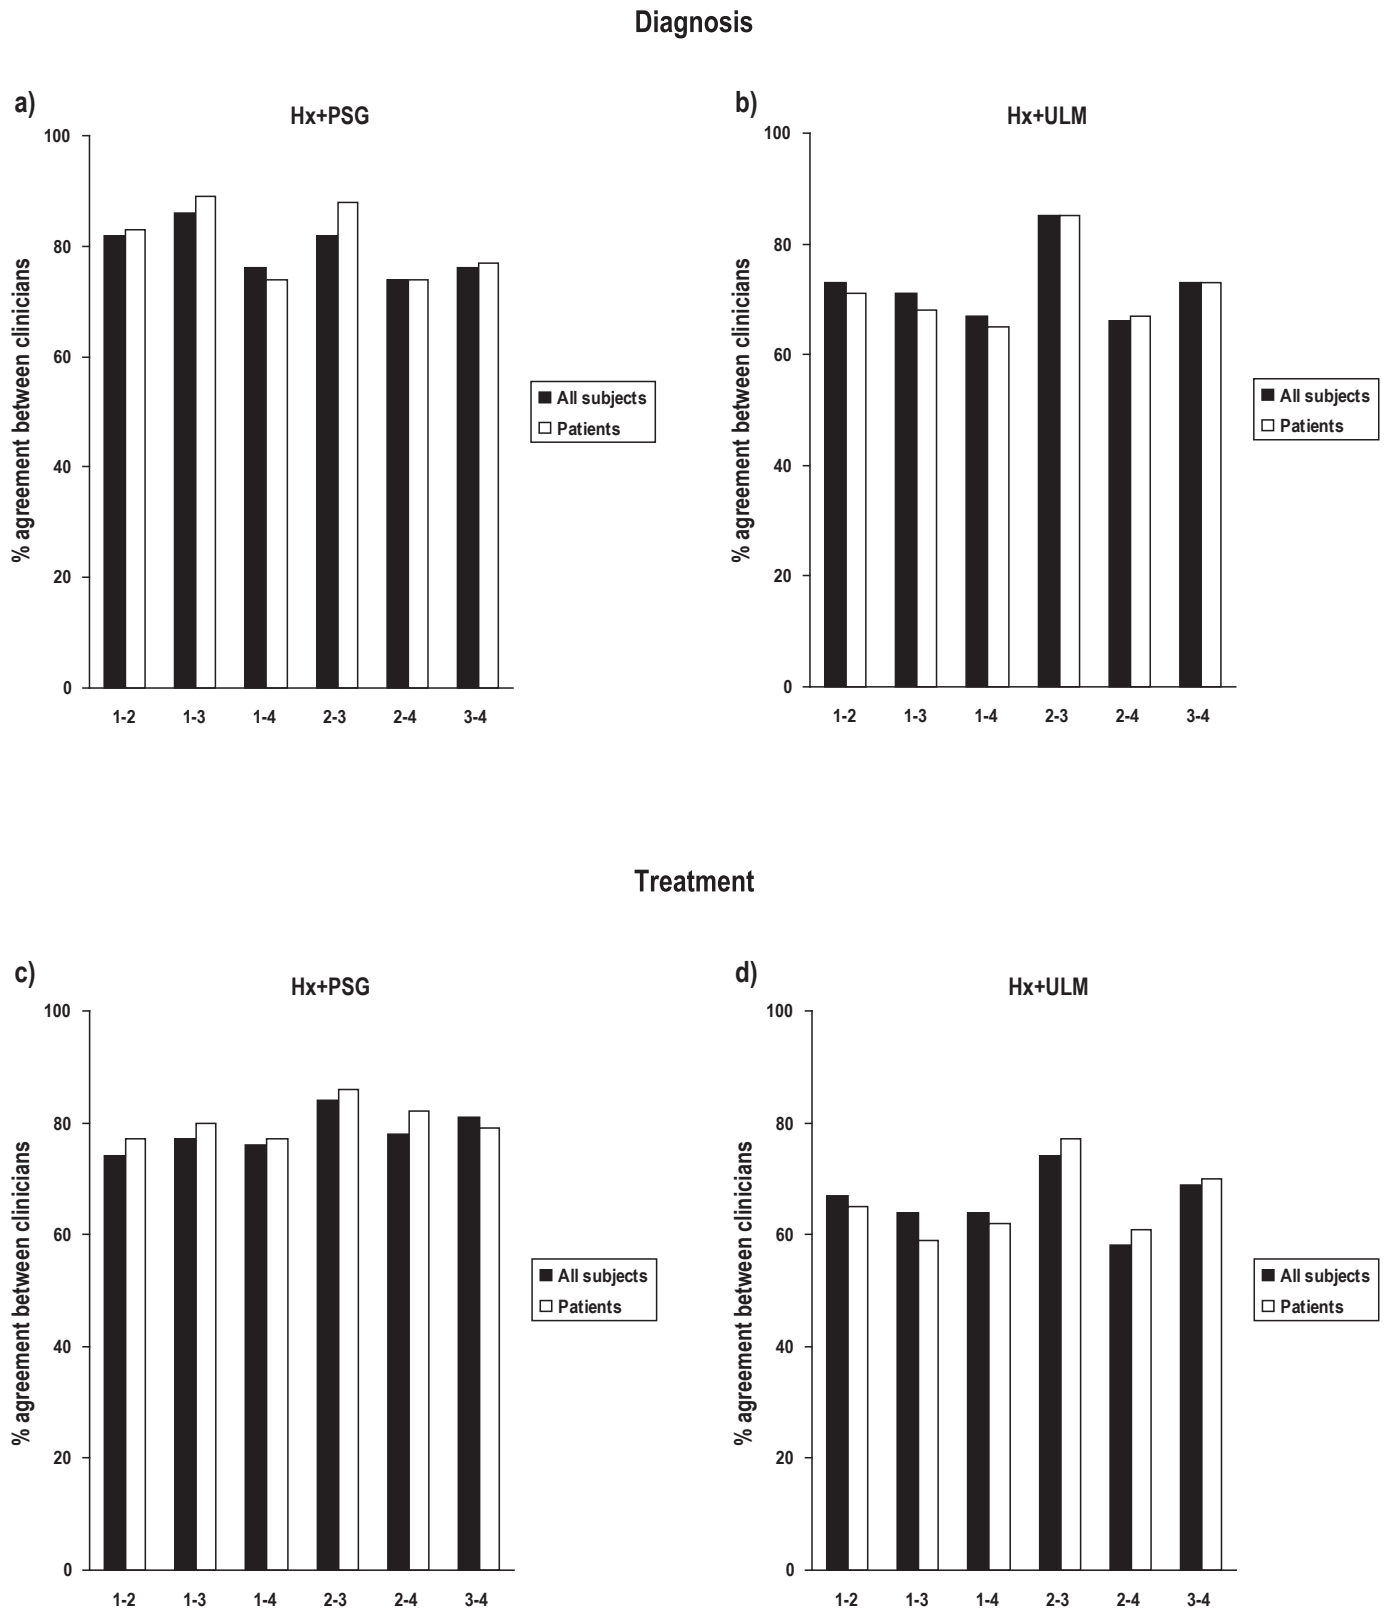 Diagnosis
a)
Hx+PSG
100
80
60
40
20
0
% agreement between clinicians
1-2 1-3 1-4 2-3 2-4 3-4
All subjects
Patients
b)
Hx+ULM
100
80
60
40
20
0
% agreement between clinicians
1-2 1-3 1-4 2-3 2-4 3-4
All subjects
Patients
Treatment
c)
Hx+PSG
100
80
60
40
20
0
% agreement between clinicians
1-2 1-3 1-4 2-3 2-4 3-4
All subjects
Patients
d)
Hx+ULM
100
80
60
40
20
0
% agreement between clinicians
1-2 1-3 1-4 2-3 2-4 3-4
All subjects
Patients